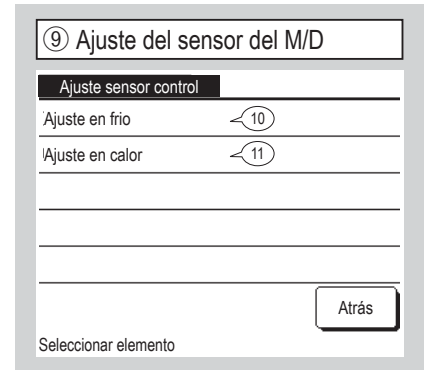 ⑨ Ajuste del sensor del M/D
Ajuste sensor control
Ajuste en frio 10
Ajuste en calor 11
Atrás
Seleccionar elemento